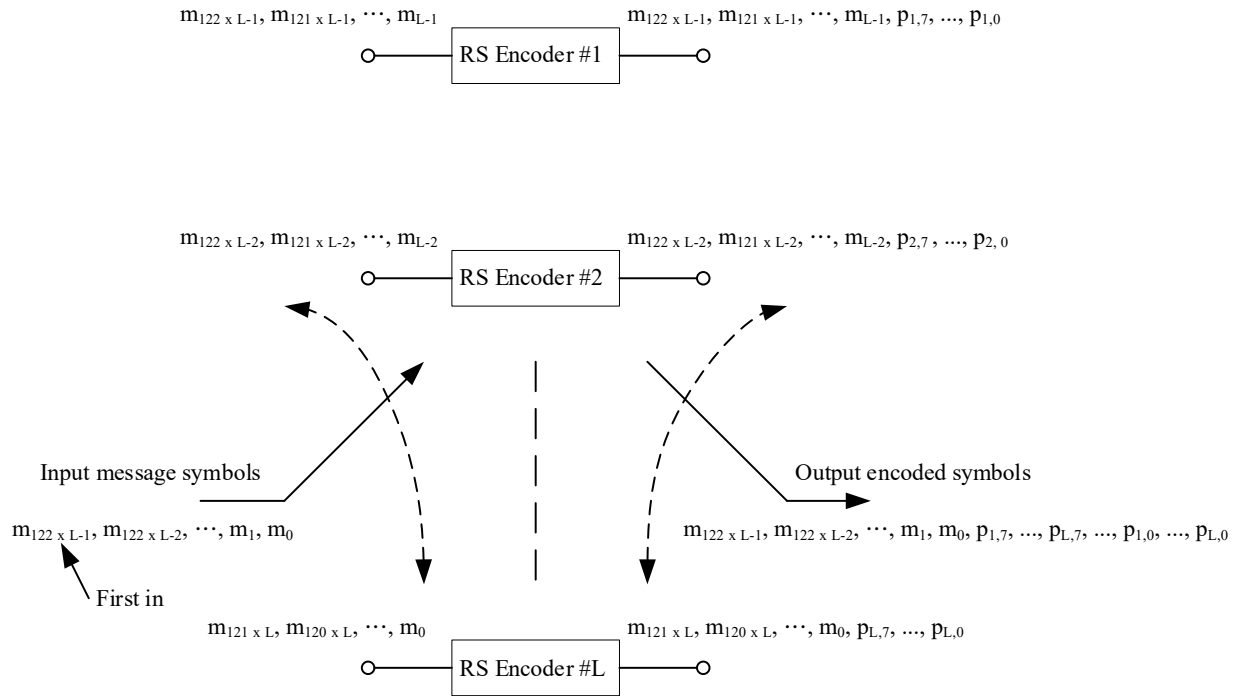 m122 x L-1, m121 x L-1, ⋯, mL-1
m122 x L-1, m121 x L-1, ⋯, mL-1, p1,7, ..., p1,0
RS Encoder #1
m122 x L-2, m121 x L-2, ⋯, mL-2
m122 x L-2, m121 x L-2, ⋯, mL-2, p2,7, ..., p2, 0
RS Encoder #2
Input message symbols
Output encoded symbols
m122 x L-1, m122 x L-2, ⋯, m1, m0
m122 x L-1, m122 x L-2, ⋯, m1, m0, p1,7, ..., pL,7, ..., p1,0, ..., pL,0
First in
m121 x L, m120 x L, ⋯, m0
m121 x L, m120 x L, ⋯, m0, pL,7, ..., pL,0
RS Encoder #L